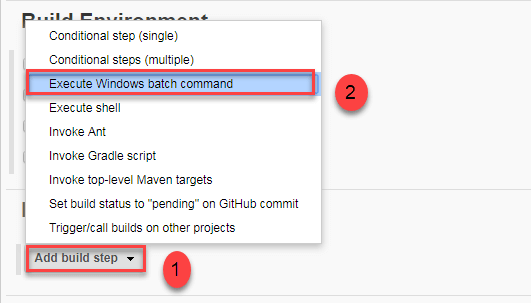 Build Environment
Conditional step (single)
Conditional steps (multiple)
Execute Windows batch command
2
Execute shell
Invoke Ant
Invoke Gradle script
Invoke top-level Maven targets
Set build status to "pending" on GitHub commit
Trigger/call builds on other projects
Add build step
1